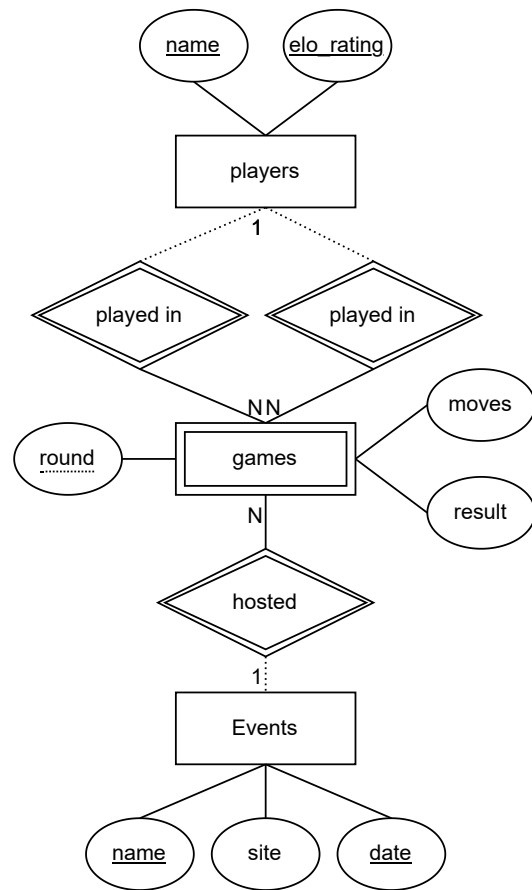 name
elo_rating
players
1
played in
played in
NN
games
round
moves
result
N
hosted
1
Events
name
site
date